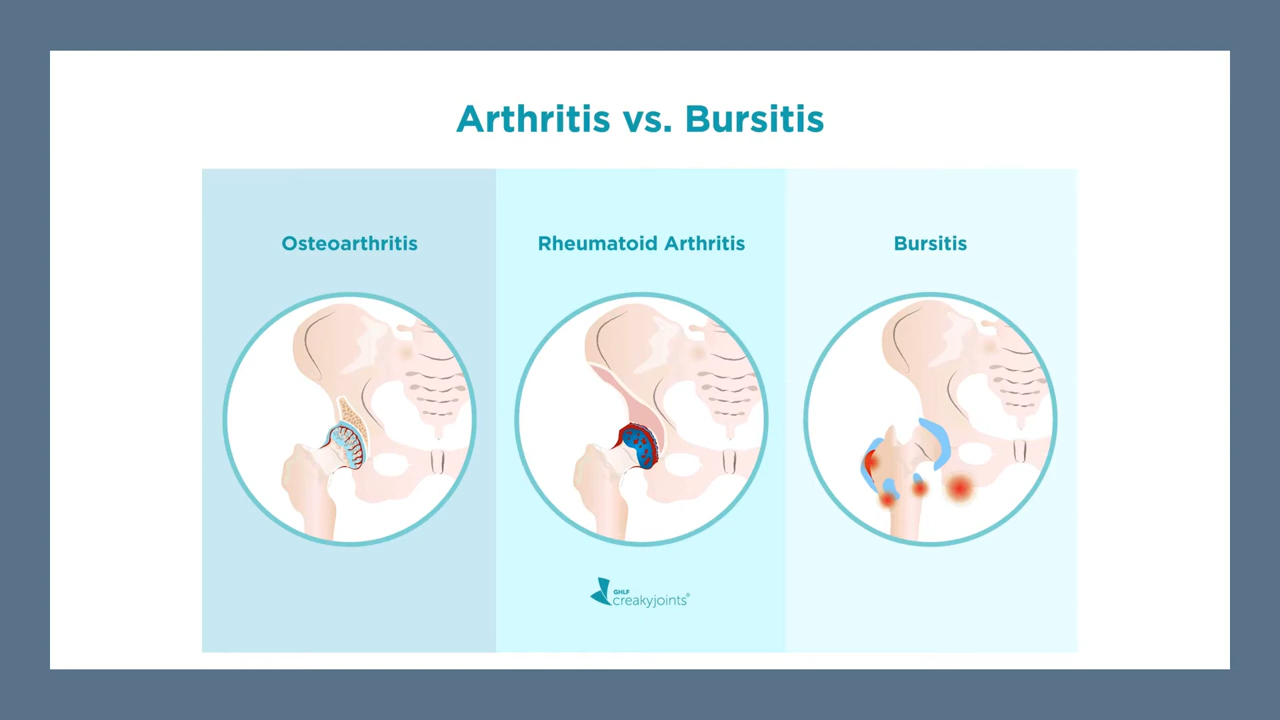 Arthritis vs. Bursitis
Osteoarthritis
Rheumatoid Arthritis
Bursitis
GHLF
creakyjoints®